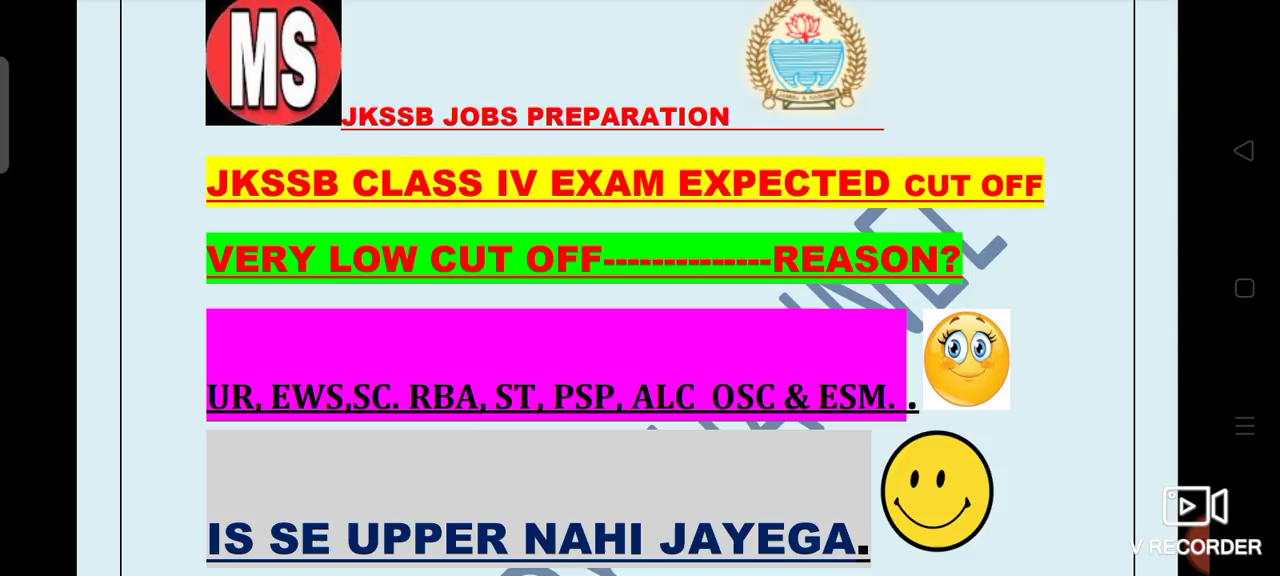 MS
JKSSB JOBS PREPARATION
JKSSB CLASS IV EXAM EXPECTED CUT OFF
VERY LOW CUT OFF--------------REASON?
UR, EWS,SC. RBA, ST, PSP, ALC  OSC & ESM. .
IS SE UPPER NAHI JAYEGA.
V RECORDER